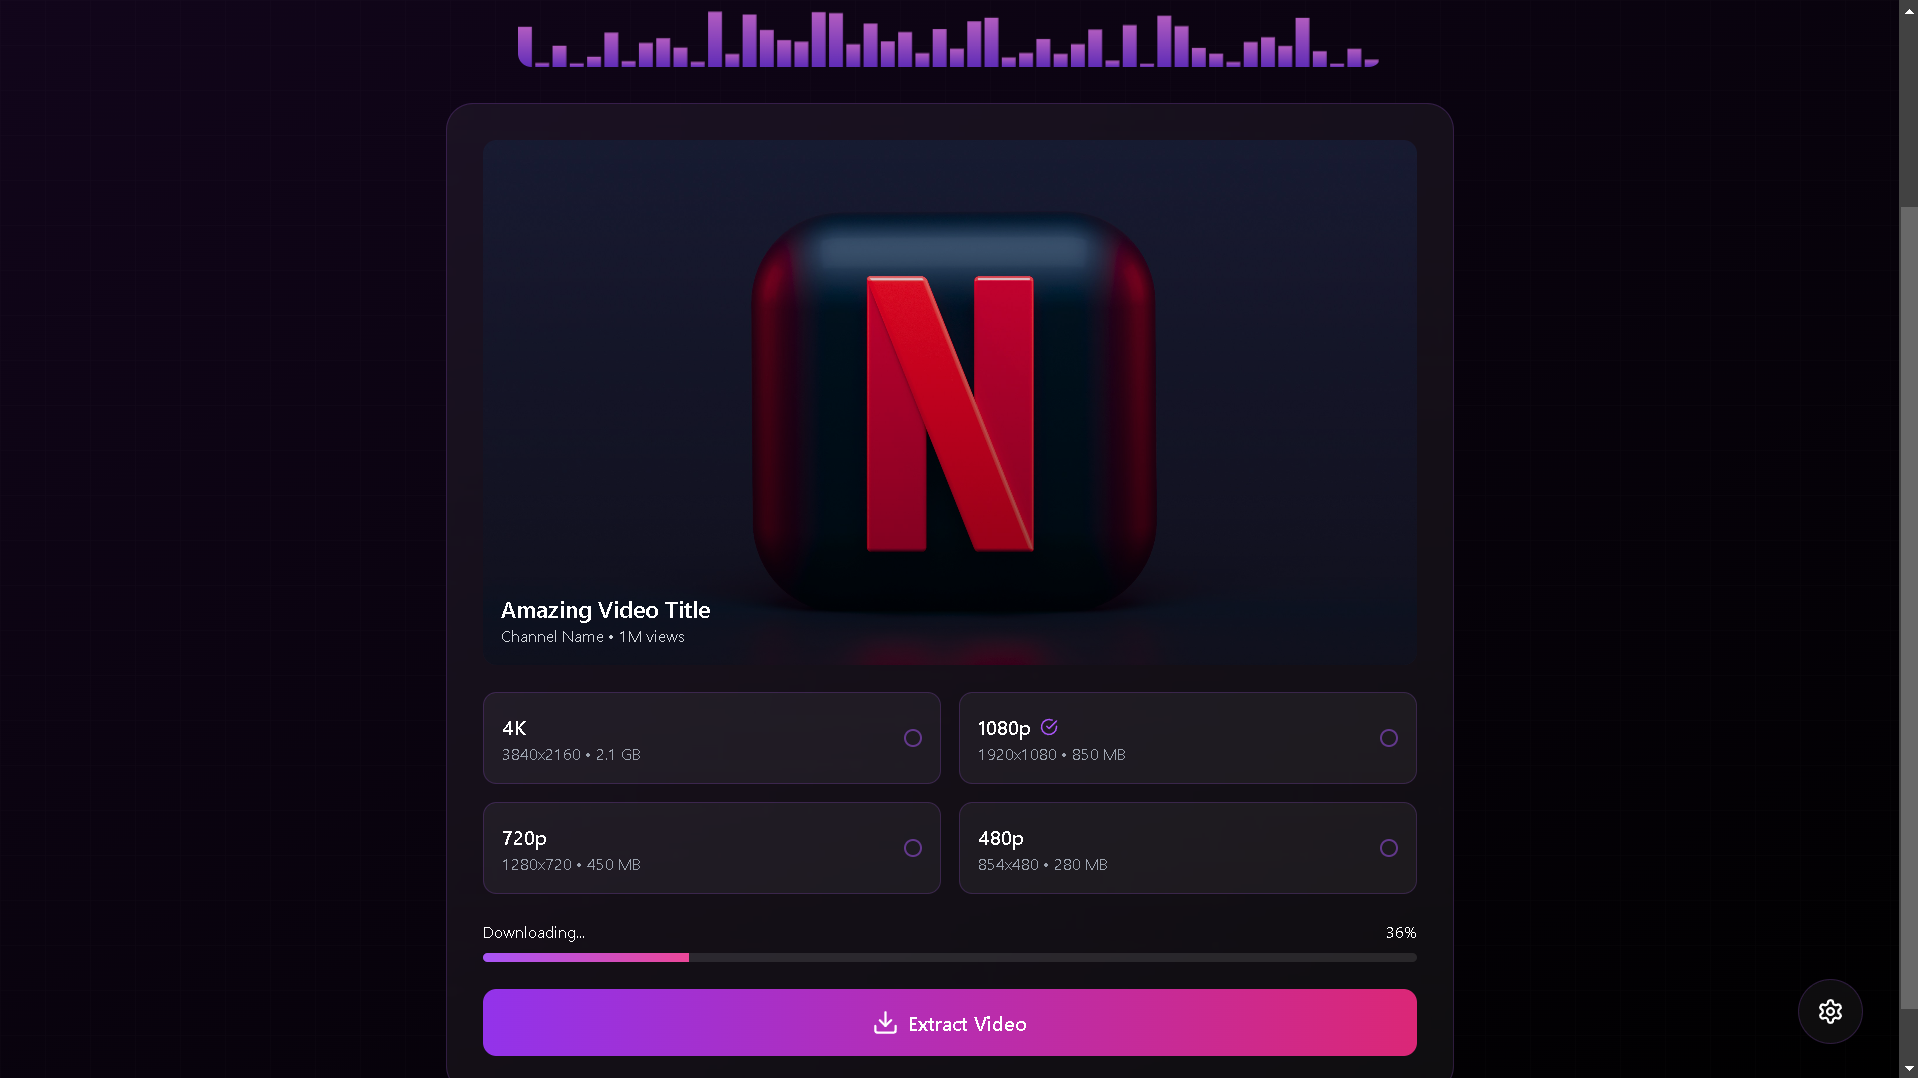 N
Amazing Video Title
Channel Name • 1M views
4K
3840x2160 • 2.1 GB
1080p
1920x1080 • 850 MB
720p
1280x720 • 450 MB
480p
854x480 • 280 MB
Downloading...
36%
Extract Video